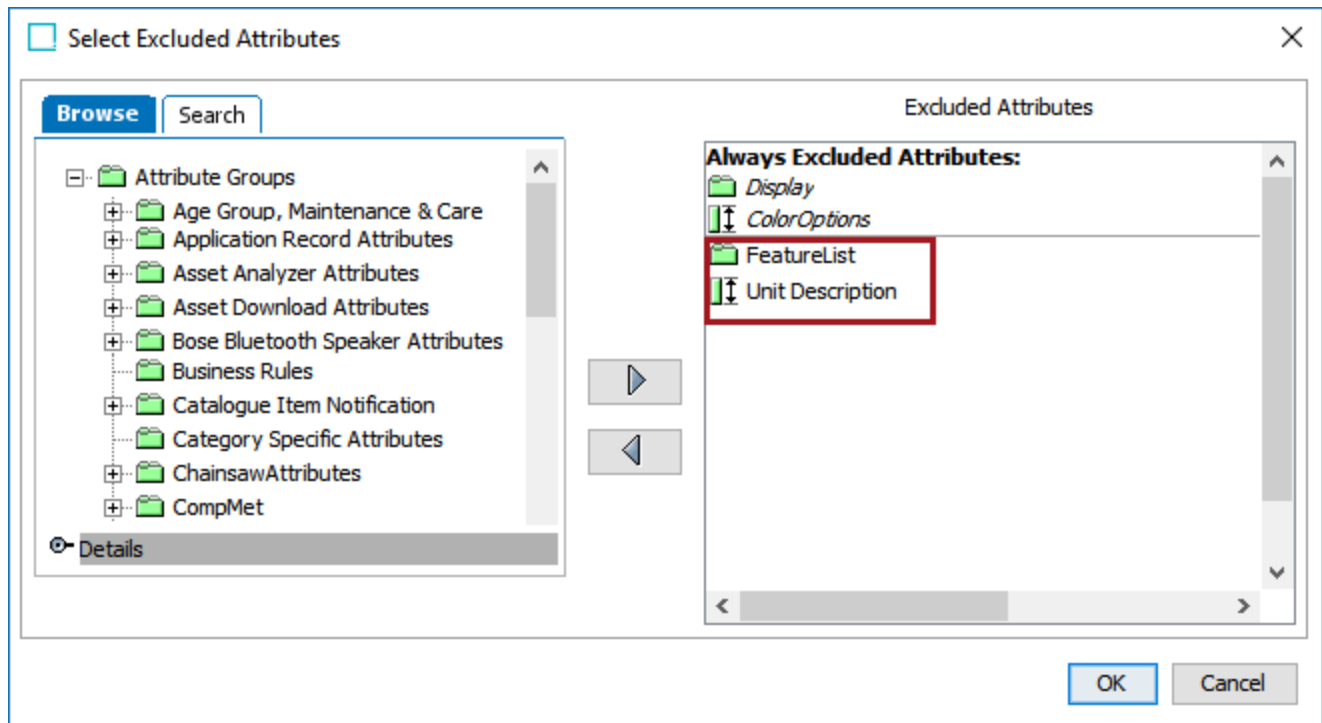 Select Excluded Attributes
Browse
Search
Attribute Groups
Age Group, Maintenance & Care
Application Record Attributes
Asset Analyzer Attributes
Asset Download Attributes
Bose Bluetooth Speaker Attributes
Business Rules
Catalogue Item Notification
Category Specific Attributes
ChainsawAttributes
CompMet
Details
Excluded Attributes
Always Excluded Attributes:
Display
ColorOptions
FeatureList
Unit Description
OK
Cancel